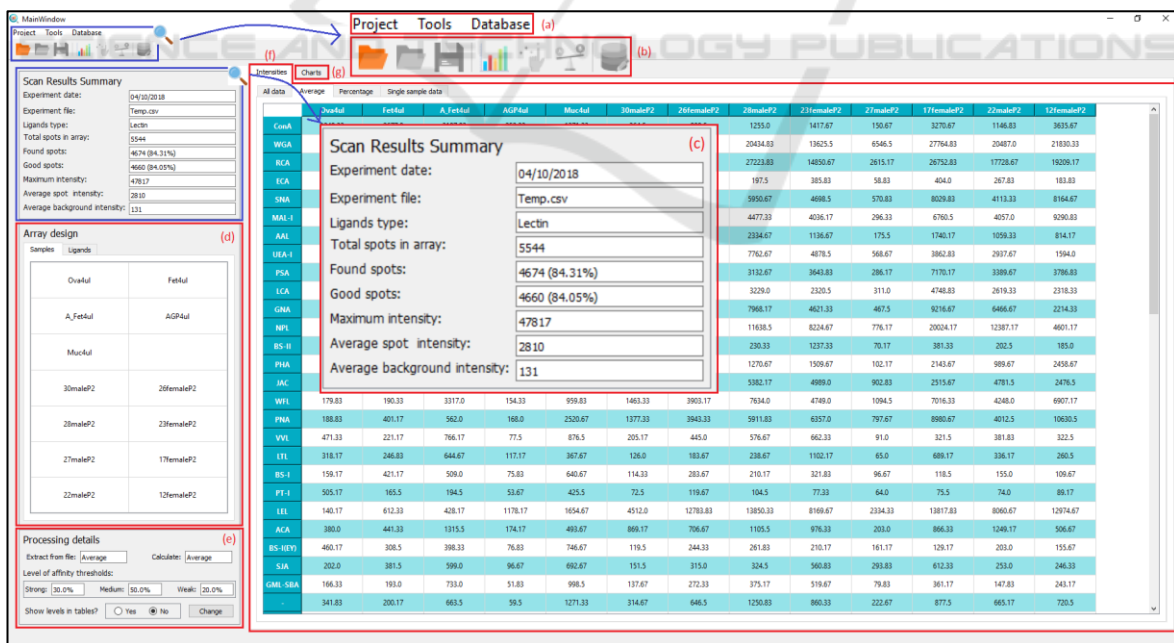 MainWindow
Project Tools Database
Project Tools Database (a)
(b)
SCIENCE AND TECHNOLOGY PUBLICATIONS
(f)
Intensities Charts (g)
All data Average Percentage Single sample data
Scan Results Summary
Experiment date: 04/10/2018
Experiment file: Temp.csv
Ligands type: Lectin
Total spots in array: 5544
Found spots: 4674 (84.31%)
Good spots: 4660 (84.05%)
Maximum intensity: 47817
Average spot intensity: 2810
Average background intensity: 131
Array design (d)
Samples Ligands
Ova4ul Fet4ul
A_Fet4ul AGP4ul
Muc4ul
30maleP2 26femaleP2
28maleP2 23femaleP2
27maleP2 17femaleP2
22maleP2 12femaleP2
Processing details (e)
Extract from file: Average Calculate: Average
Level of affinity thresholds:
Strong: 30.0% Medium: 50.0% Weak: 20.0%
Show levels in tables? Yes No Change
Scan Results Summary (c)
Experiment date: 04/10/2018
Experiment file: Temp.csv
Ligands type: Lectin
Total spots in array: 5544
Found spots: 4674 (84.31%)
Good spots: 4660 (84.05%)
Maximum intensity: 47817
Average spot intensity: 2810
Average background intensity: 131
Ova4ul Fet4ul A_Fet4ul AGP4ul Muc4ul 30maleP2 26femaleP2 28maleP2 23femaleP2 27maleP2 17femaleP2 22maleP2 12femaleP2
ConA 1255.0 1417.67 150.67 3270.67 1146.83 3635.67
WGA 20434.83 13625.5 6546.5 27764.83 20487.0 21830.33
RCA 27223.83 14850.67 2615.17 26752.83 17728.67 19209.17
ECA 197.5 385.83 58.83 404.0 267.83 183.83
SNA 5950.67 4698.5 570.83 8029.83 4113.33 8164.67
MAL-I 4477.33 4036.17 296.33 6760.5 4057.0 9290.83
AAL 2334.67 1136.67 175.5 1740.17 1059.33 814.17
UEA-I 7762.67 4878.5 568.67 3862.83 2937.67 1594.0
PSA 3132.67 3643.83 286.17 7170.17 3389.67 3786.83
LCA 3229.0 2320.5 311.0 4748.83 2619.33 2318.33
GNA 7968.17 4621.33 467.5 9216.67 6466.67 2214.33
NPL 11638.5 8224.67 776.17 20024.17 12387.17 4601.17
BS-II 230.33 1237.33 70.17 381.33 202.5 185.0
PHA 1270.67 1509.67 102.17 2143.67 989.67 2458.67
JAC 5382.17 4989.0 902.83 2515.67 4781.5 2476.5
WFL 179.83 190.33 3317.0 154.33 959.83 1463.33 3903.17 7634.0 4749.0 1094.5 7016.33 4248.0 6907.17
PNA 188.83 401.17 562.0 168.0 2520.67 1377.33 3943.33 5911.83 6357.0 797.67 8980.67 4012.5 10630.5
VVL 471.33 221.17 766.17 77.5 876.5 205.17 445.0 576.67 662.33 91.0 321.5 381.83 322.5
LTL 318.17 246.83 644.67 117.17 367.67 126.0 183.67 238.67 1102.17 65.0 689.17 336.17 260.5
BS-I 159.17 421.17 509.0 75.83 640.67 114.33 283.67 210.17 321.83 96.67 118.5 155.0 109.67
PT-I 505.17 165.5 194.5 53.67 425.5 72.5 119.67 104.5 77.33 64.0 75.5 74.0 89.17
LEL 140.17 612.33 428.17 1178.17 1654.67 4512.0 12783.83 13850.33 8169.67 2334.33 13817.83 8060.67 12974.67
ACA 380.0 441.33 1315.5 174.17 493.67 869.17 706.67 1105.5 976.33 203.0 866.33 1249.17 506.67
BS-I(EY) 460.17 308.5 398.33 76.83 746.67 119.5 244.33 261.83 210.17 161.17 129.17 203.0 155.67
SJA 202.0 381.5 599.0 96.67 692.67 151.5 315.0 324.5 560.83 293.83 612.33 253.0 246.33
GML-SBA 166.33 193.0 733.0 51.83 998.5 137.67 272.33 375.17 519.67 79.83 361.17 147.83 243.17
- 341.83 200.17 663.5 59.5 1271.33 314.67 646.5 1250.83 860.33 222.67 877.5 665.17 720.5